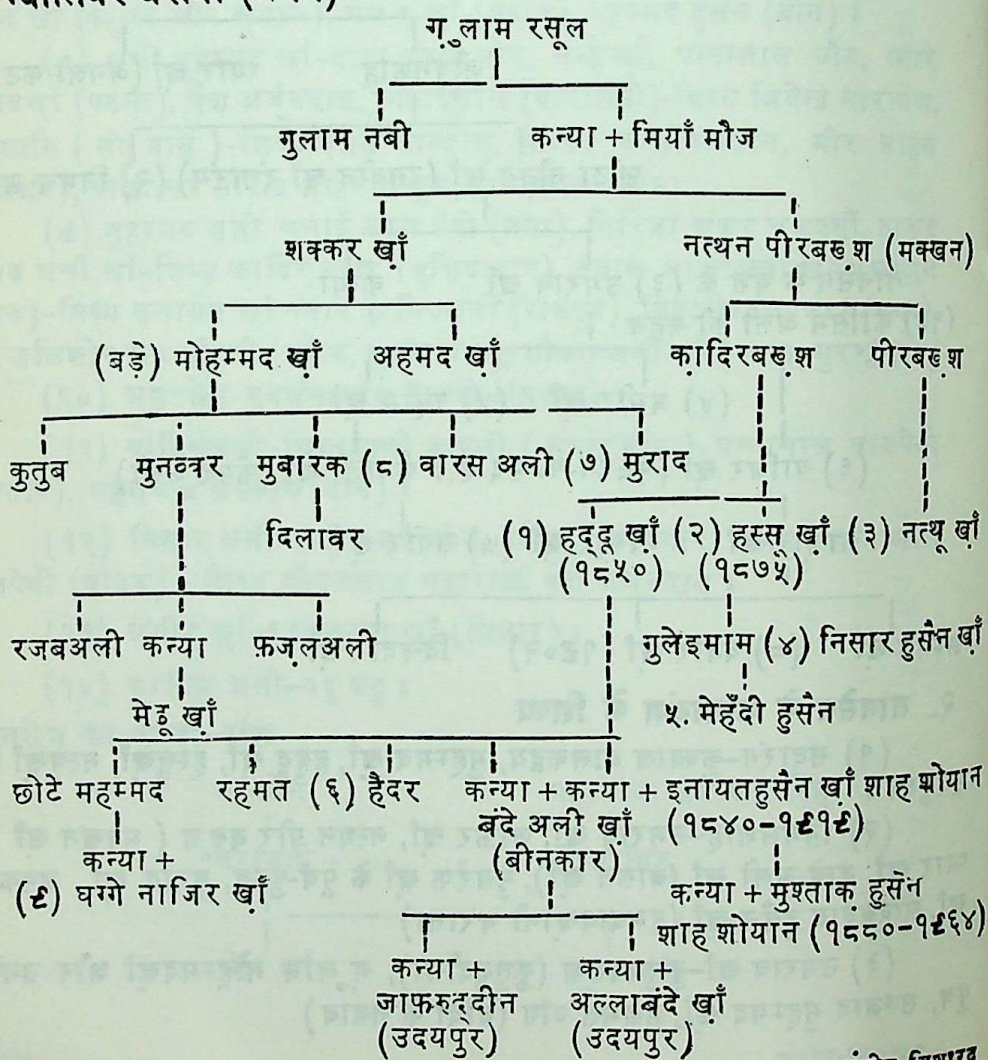 ग़ुलाम रसूल
गुलाम नबी कन्या + मियाँ मौज
शक्कर खाँ नत्थन पीरबख़्श (मक्खन)
(बड़े) मोहम्मद खाँ अहमद खाँ क़ादिरबख़्श पीरबख़्श
कुतुब मुनव्वर मुबारक (८) वारस अली (७) मुराद
दिलावर (१) हद्दू खाँ (२) हस्सू खाँ (३) नत्थू खाँ
(१८५०) (१८७५)
रजबअली कन्या फ़ज़लअली गुलेइमाम (४) निसार हुसैन खाँ
मेहू खाँ ५. मेहँदी हुसैन
छोटे महम्मद रहमत (६) हैदर कन्या + कन्या + इनायतहुसैन खाँ शाह शोयान
बंदे अली खाँ (१८४०-१९१९)
(बीनकार)
कन्या +
(९) घग्गे नाजिर खाँ कन्या + मुश्ताक हुसैन
शाह शोयान (१८८०-१९६४)
कन्या + कन्या +
जाफ़रुद्दीन अल्लाबंदे खाँ
(उदयपुर) (उदयपुर)